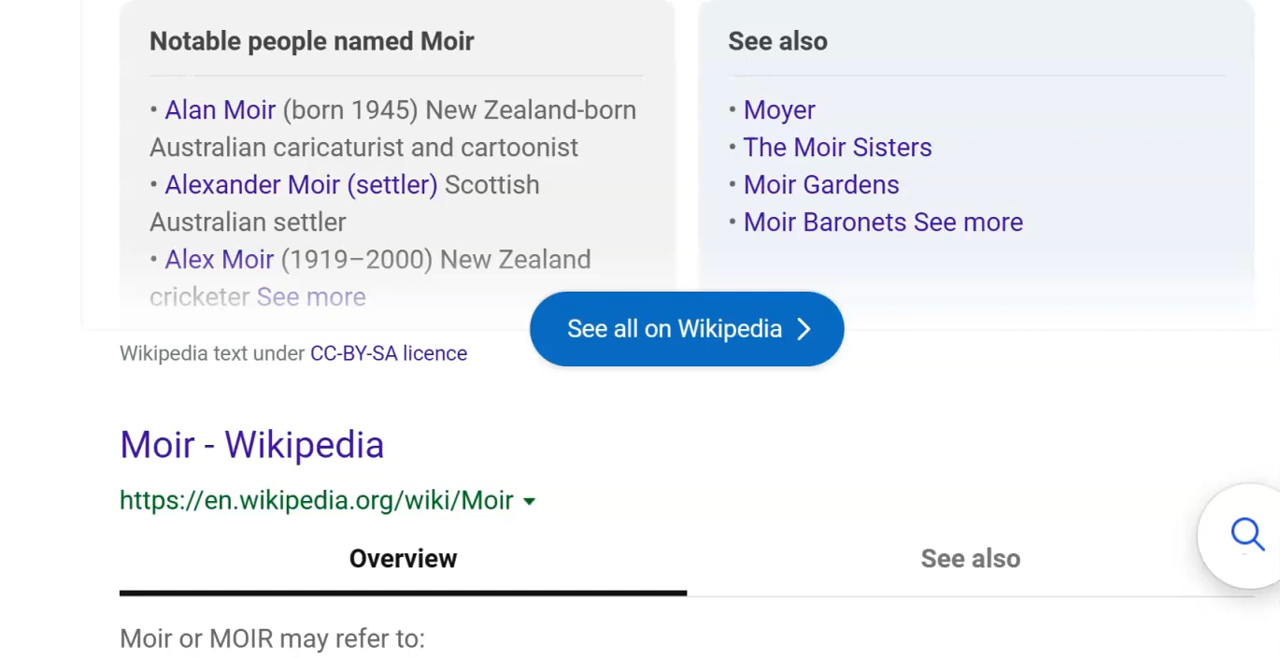 Notable people named Moir
• Alan Moir (born 1945) New Zealand-born
Australian caricaturist and cartoonist
• Alexander Moir (settler) Scottish
Australian settler
• Alex Moir (1919–2000) New Zealand
cricketer See more
See also
• Moyer
• The Moir Sisters
• Moir Gardens
• Moir Baronets See more
See all on Wikipedia
Wikipedia text under CC-BY-SA licence
Moir - Wikipedia
https://en.wikipedia.org/wiki/Moir
Overview
See also
Moir or MOIR may refer to: